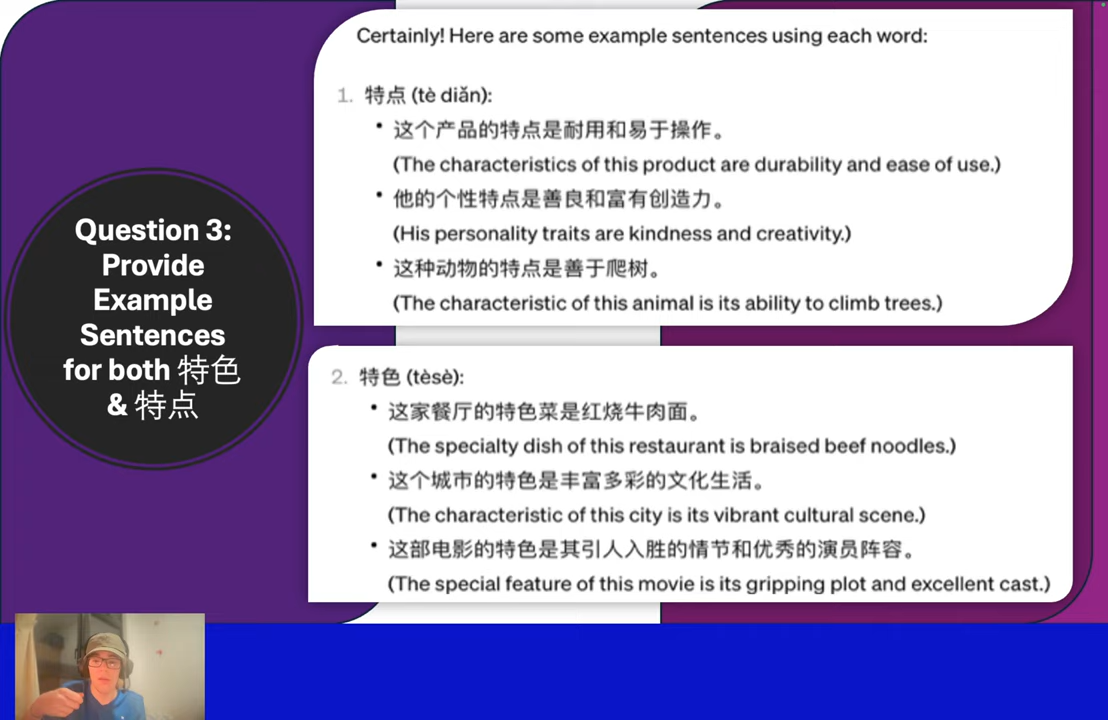 Question 3:
Provide
Example
Sentences
for both 特色
& 特点
Certainly! Here are some example sentences using each word:
1. 特点 (tè diǎn):
• 这个产品的特点是耐用和易于操作。
(The characteristics of this product are durability and ease of use.)
• 他的个性特点是善良和富有创造力。
(His personality traits are kindness and creativity.)
• 这种动物的特点是善于爬树。
(The characteristic of this animal is its ability to climb trees.)
2. 特色 (tèsè):
• 这家餐厅的特色菜是红烧牛肉面。
(The specialty dish of this restaurant is braised beef noodles.)
• 这个城市的特色是丰富多彩的文化生活。
(The characteristic of this city is its vibrant cultural scene.)
• 这部电影的特色是其引人入胜的情节和优秀的演员阵容。
(The special feature of this movie is its gripping plot and excellent cast.)